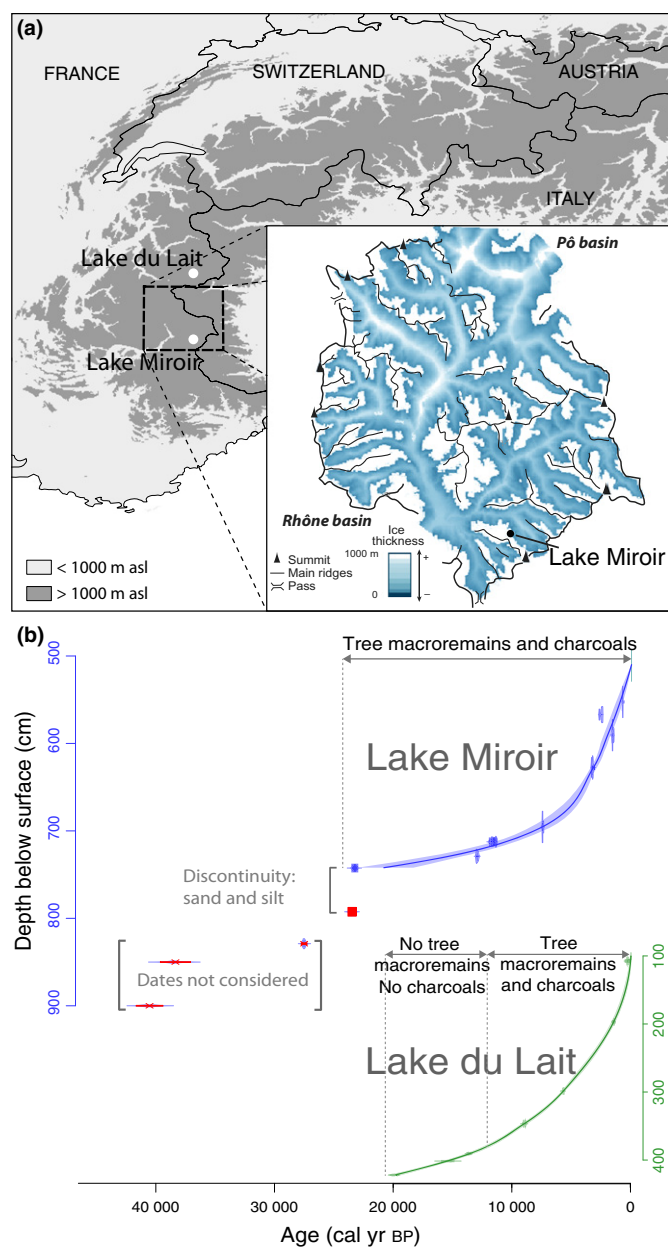 (a)
FRANCE
SWITZERLAND
AUSTRIA
ITALY
Lake du Lait
Lake Miroir
Pô basin
Rhône basin
Ice
thickness
1000 m
+
0
–
Summit
Main ridges
Pass
Lake Miroir
< 1000 m asl
> 1000 m asl
(b)
Tree macroremains and charcoals
Lake Miroir
Depth below surface (cm)
500
600
700
800
900
Discontinuity:
sand and silt
Dates not considered
No tree
macroremains
No charcoals
Tree
macroremains
and charcoals
Lake du Lait
100
200
300
400
40 000
30 000
20 000
10 000
0
Age (cal yr BP)